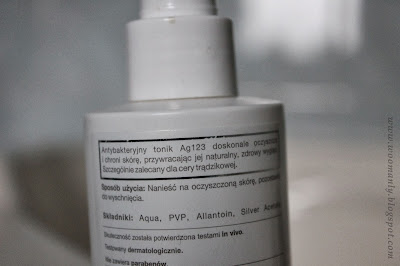 Antybakteryjny tonik Ag123 doskonale oczyszcza
i chroni skórę, przywracając jej naturalny, zdrowy
Szczególnie zalecany dla cery trądzikowej.
Sposób użycia: Nanieść na oczyszczoną skórę,
do wyschnięcia.
Składniki: Aqua, PVP, Allantoin, Silver
Skuteczność została potwierdzona testami in vivo.
Testowany dermatologicznie.
Nie zawiera parabenów.
www.wooomanly.blogspot.com